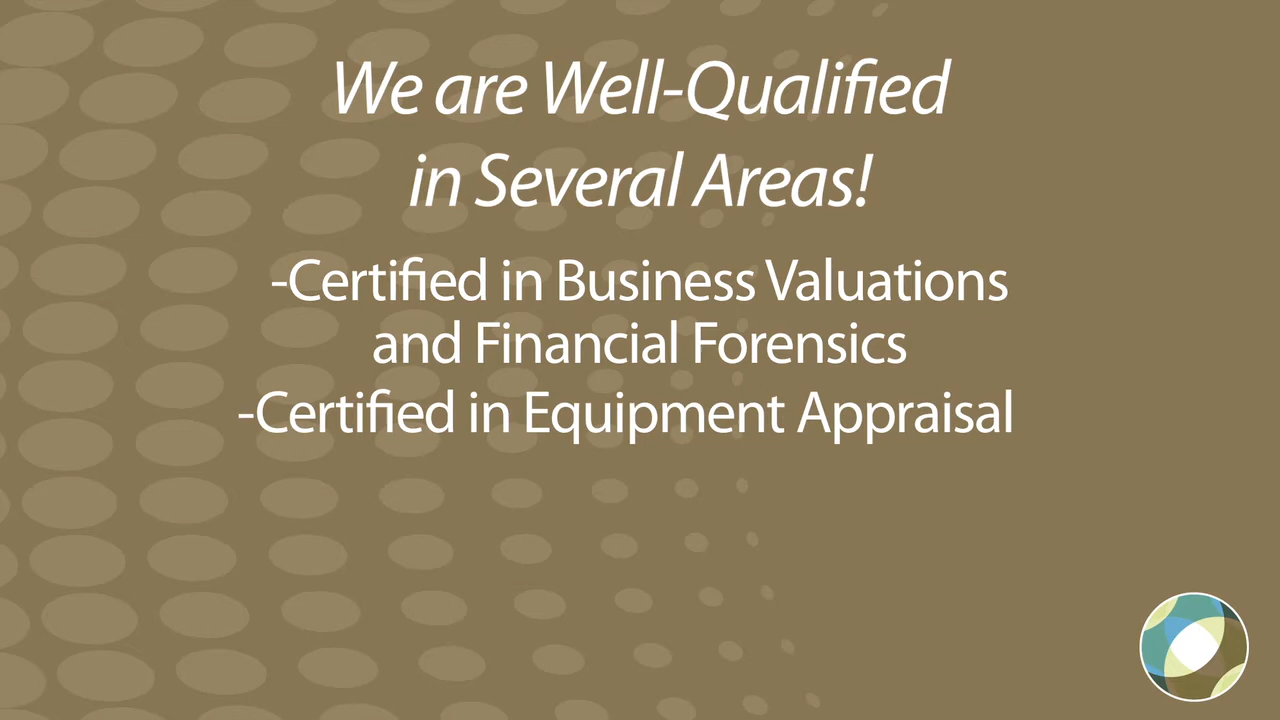 We are Well-Qualified
in Several Areas!
-Certified in Business Valuations
and Financial Forensics
-Certified in Equipment Appraisal